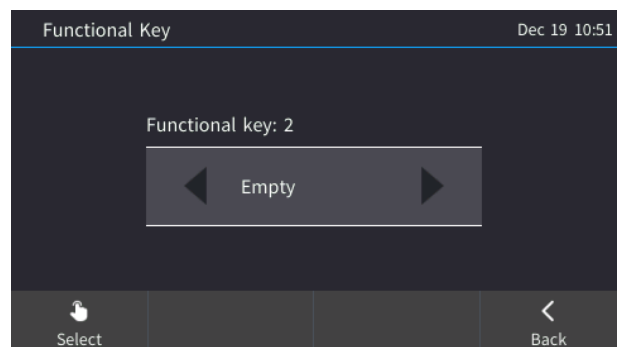 Functional Key
Dec 19 10:51
Functional key: 2
Empty
Select
Back